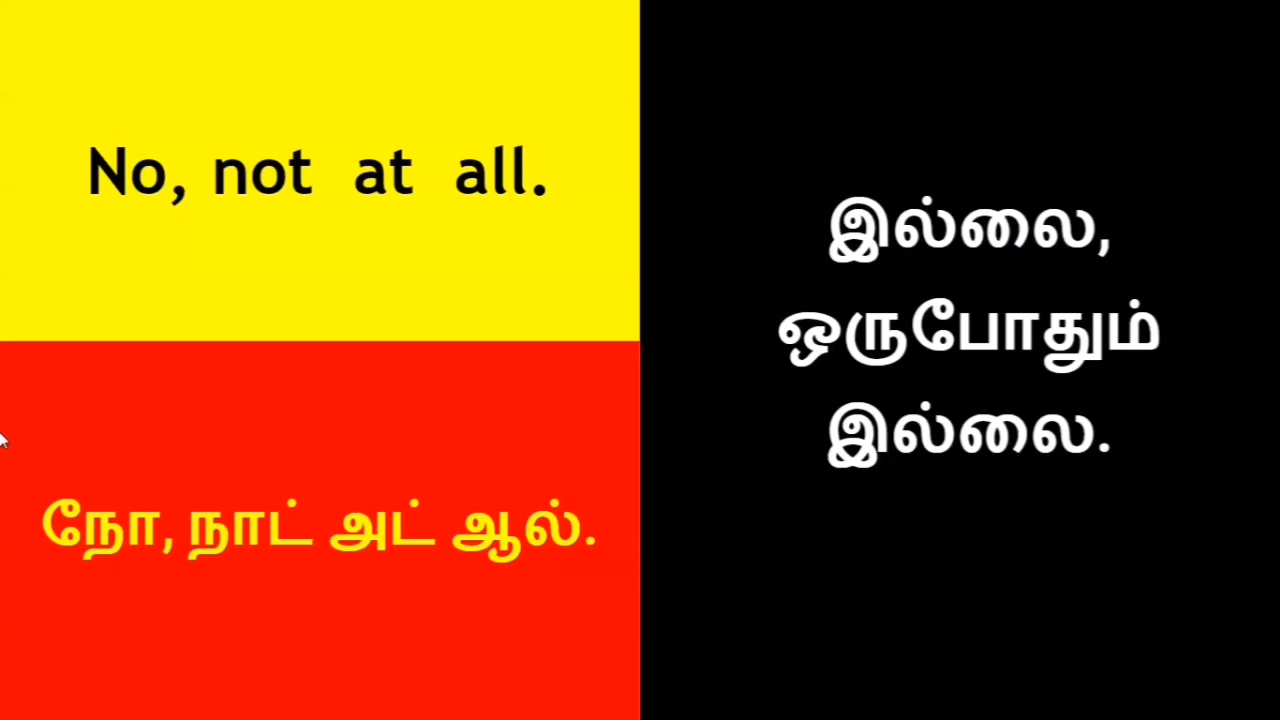 No, not at all.
நோ, நாட் அட் ஆல்.
இல்லை,
ஒருபோதும்
இல்லை.